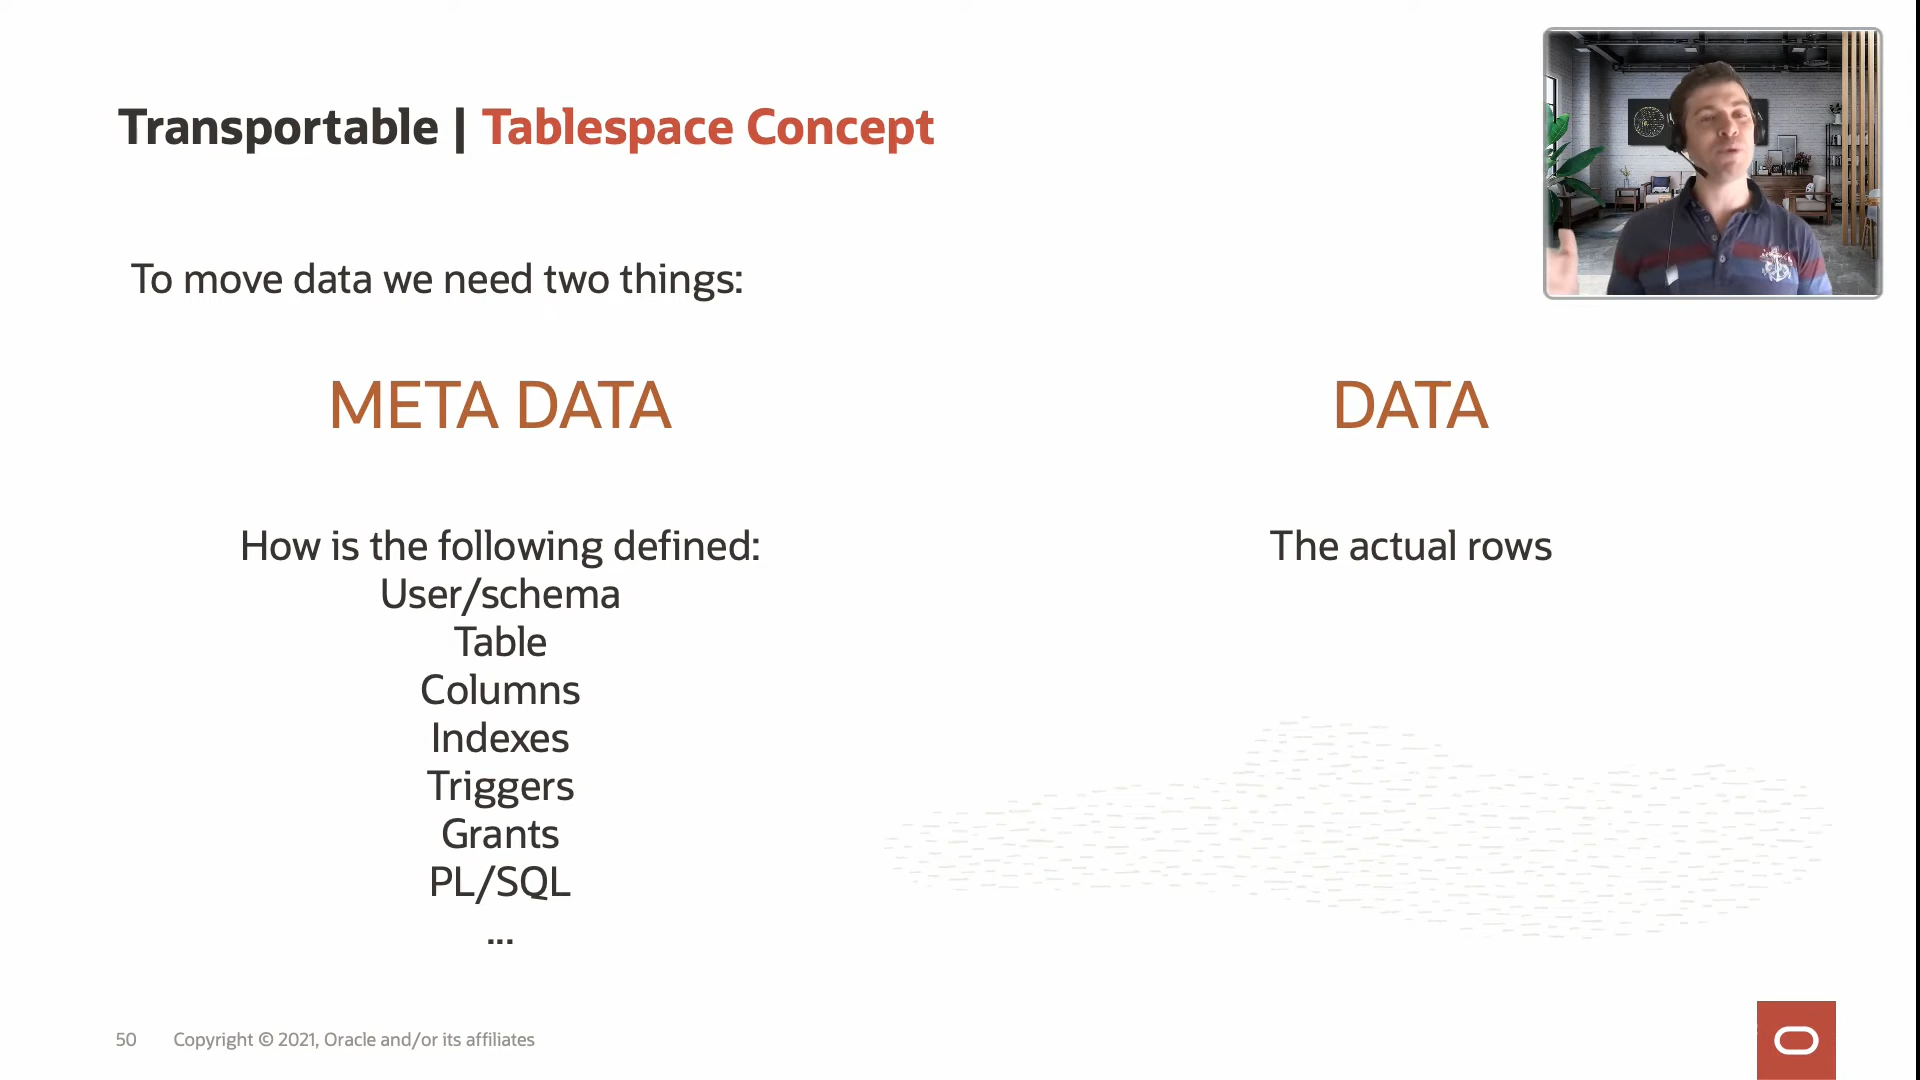 Transportable | Tablespace Concept
To move data we need two things:
META DATA
How is the following defined:
User/schema
Table
Columns
Indexes
Triggers
Grants
PL/SQL
...
DATA
The actual rows
50 Copyright © 2021, Oracle and/or its affiliates